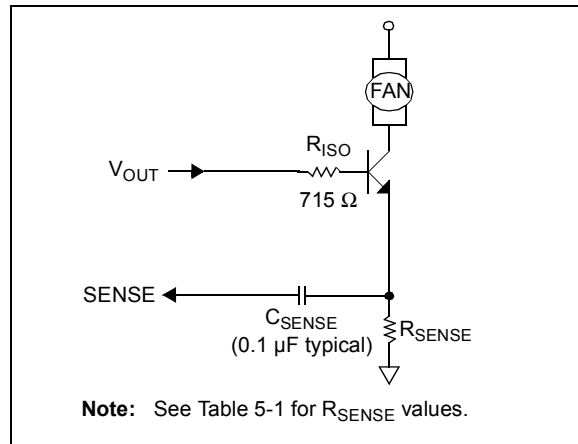 FAN
R_ISO
V_OUT
715 Ω
SENSE
C_SENSE
(0.1 µF typical)
R_SENSE
Note: See Table 5-1 for R_SENSE values.